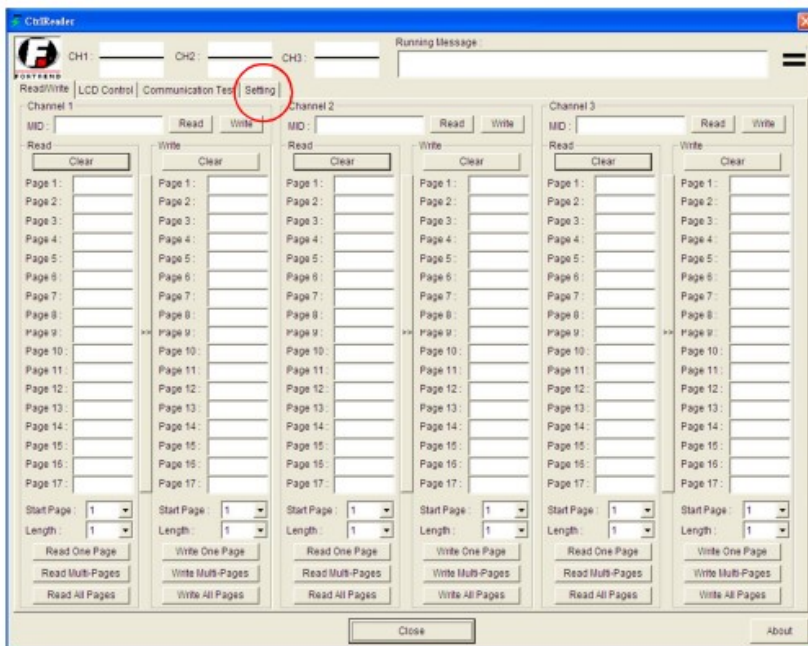 CtrlReader
FORTREND
CH1 :
CH2 :
CH3 :
Running Message :
Read/Write LCD Control Communication Test Setting
Channel 1 Channel 2 Channel 3
MID : Read Write MID : Read Write MID : Read Write
Read Write Read Write Read Write
Clear Clear Clear Clear Clear Clear
Page 1 : Page 1 : Page 1 : Page 1 : Page 1 : Page 1 :
Page 2 : Page 2 : Page 2 : Page 2 : Page 2 : Page 2 :
Page 3 : Page 3 : Page 3 : Page 3 : Page 3 : Page 3 :
Page 4 : Page 4 : Page 4 : Page 4 : Page 4 : Page 4 :
Page 5 : Page 5 : Page 5 : Page 5 : Page 5 : Page 5 :
Page 6 : Page 6 : Page 6 : Page 6 : Page 6 : Page 6 :
Page 7 : Page 7 : Page 7 : Page 7 : Page 7 : Page 7 :
Page 8 : Page 8 : Page 8 : Page 8 : Page 8 : Page 8 :
Page 9 : >> Page 9 : Page 9 : >> Page 9 : Page 9 : >> Page 9 :
Page 10 : Page 10 : Page 10 : Page 10 : Page 10 : Page 10 :
Page 11 : Page 11 : Page 11 : Page 11 : Page 11 : Page 11 :
Page 12 : Page 12 : Page 12 : Page 12 : Page 12 : Page 12 :
Page 13 : Page 13 : Page 13 : Page 13 : Page 13 : Page 13 :
Page 14 : Page 14 : Page 14 : Page 14 : Page 14 : Page 14 :
Page 15 : Page 15 : Page 15 : Page 15 : Page 15 : Page 15 :
Page 16 : Page 16 : Page 16 : Page 16 : Page 16 : Page 16 :
Page 17 : Page 17 : Page 17 : Page 17 : Page 17 : Page 17 :
Start Page : 1 Start Page : 1 Start Page : 1 Start Page : 1 Start Page : 1 Start Page : 1
Length : 1 Length : 1 Length : 1 Length : 1 Length : 1 Length : 1
Read One Page Write One Page Read One Page Write One Page Read One Page Write One Page
Read Multi-Pages Write Multi-Pages Read Multi-Pages Write Multi-Pages Read Multi-Pages Write Multi-Pages
Read All Pages Write All Pages Read All Pages Write All Pages Read All Pages Write All Pages
Close About